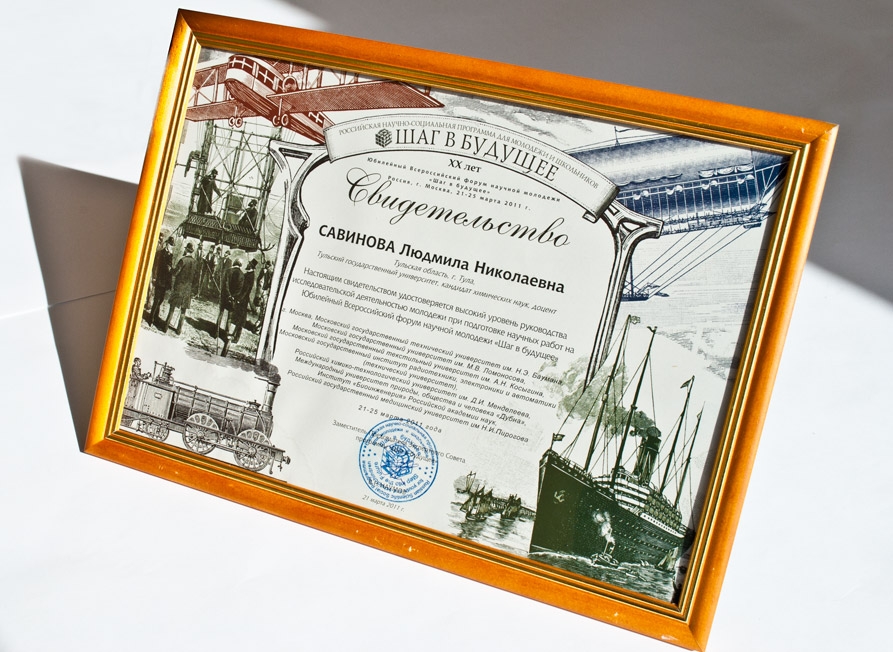 РОССИЙСКАЯ НАУЧНО-СОЦИАЛЬНАЯ ПРОГРАММА ДЛЯ МОЛОДЕЖИ И ШКОЛЬНИКОВ
ШАГ В БУДУЩЕЕ
XX лет
Юбилейный Всероссийский Форум научной молодежи
«Шаг в будущее»
Россия, г. Москва, 21-25 марта 2011 г.
Свидетельство
САВИНОВА Людмила Николаевна
Тульская область, г. Тула,
Тульский государственный университет, кандидат химических наук, доцент
Настоящим свидетельством удостоверяется высокий уровень руководства
исследовательской деятельностью молодежи при подготовке научных работ на
Юбилейный Всероссийский форум научной молодежи «Шаг в будущее»
г. Москва, Московский государственный технический университет им. Н.Э. Баумана,
Московский государственный университет им. М.В. Ломоносова,
Московский государственный текстильный университет им. А.Н. Косыгина,
Московский государственный институт радиотехники, электроники и автоматики
(технический университет),
Российский химико-технологический университет им. Д.И. Менделеева,
Международный университет природы, общества и человека «Дубна»,
Институт «Биоинженерия» Российской академии наук,
Российский государственный медицинский университет им Н.И.Пирогова
21-25 марта 2011 года
Заместитель
Совета
21 марта 2011 г.